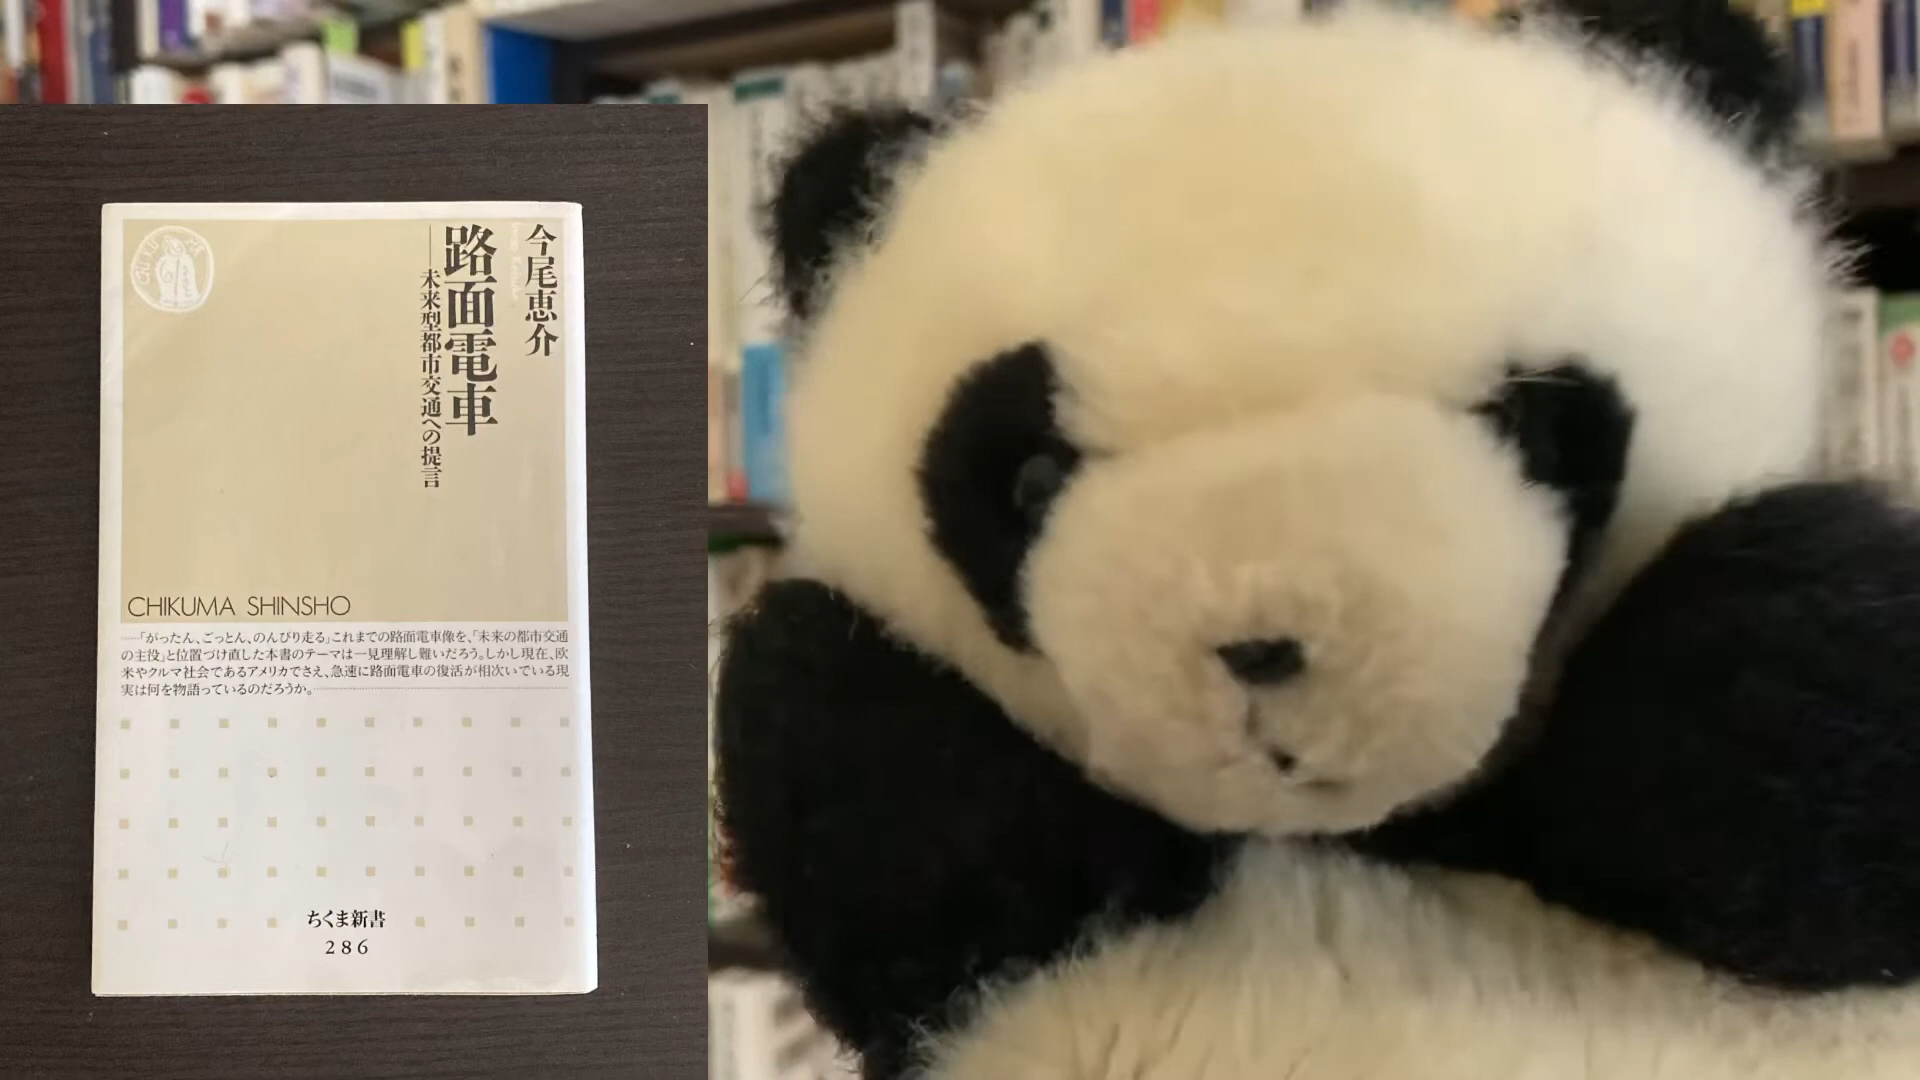 今尾恵介
路面電車
——未来型都市交通への提言
CHIKUMA SHINSHO
……「がったん、ごっとん、のんびり走る」これまでの路面電車像を、「未来の都市交通
の主役」と位置づけ直した本書のテーマは一見理解し難いだろう。しかし現在、欧
米やクルマ社会であるアメリカでさえ、急速に路面電車の復活が相次いでいる現
実は何を物語っているのだろうか。
ちくま新書
286